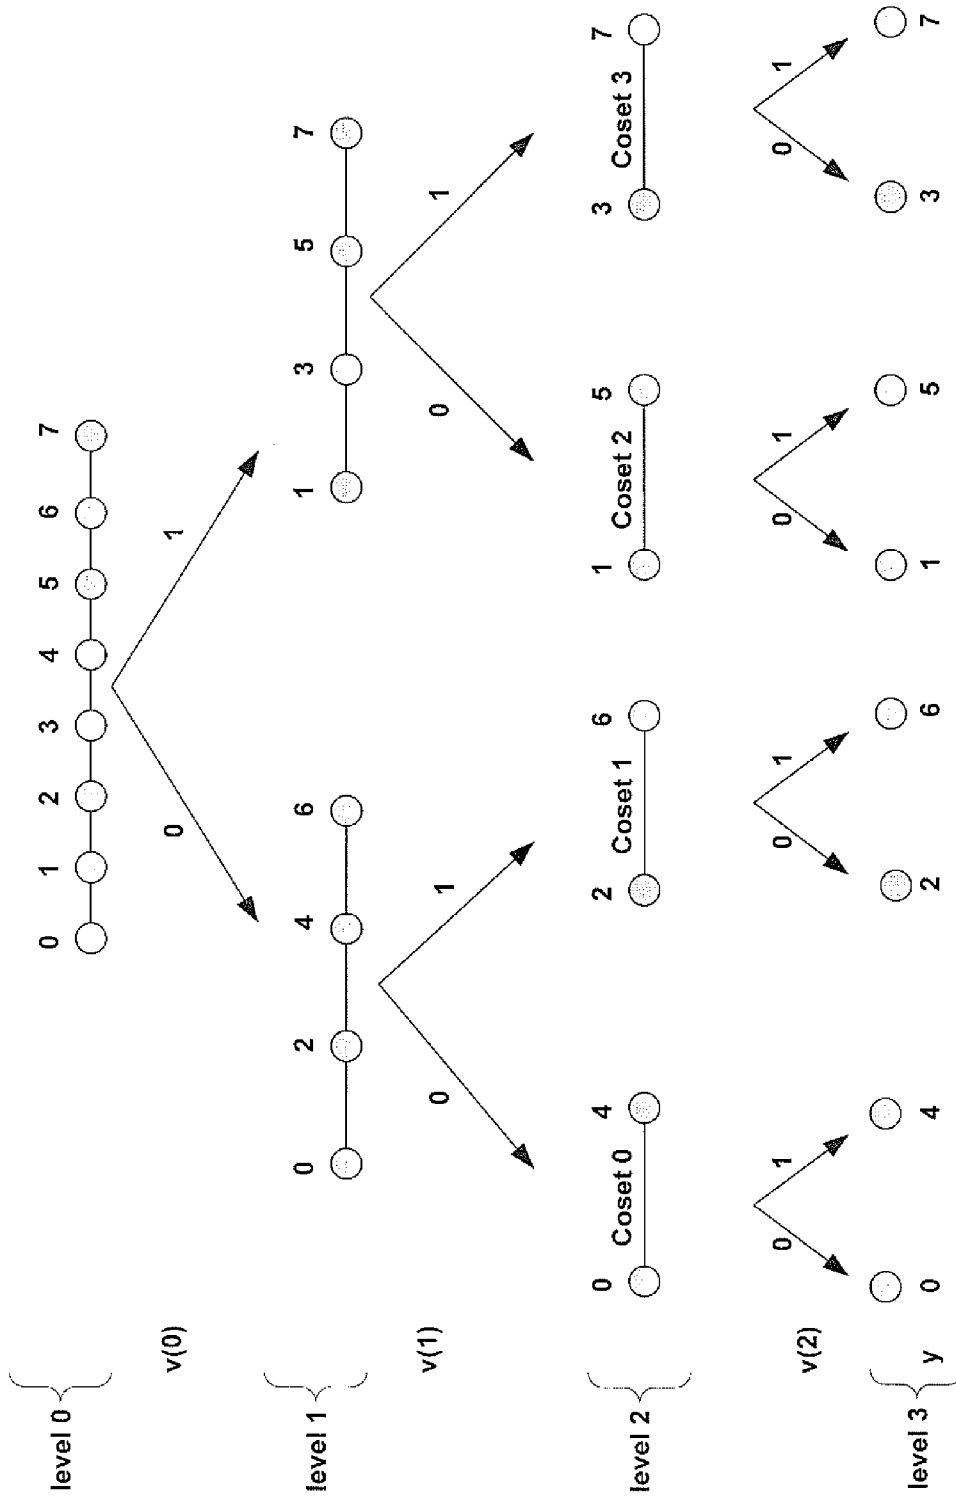 level 0
0 1 2 3 4 5 6 7
v(0)
0 1
level 1
0 2 4 6 1 3 5 7
v(1)
0 1 0 1
level 2
0 Coset 0 4 2 Coset 1 6 1 Coset 2 5 3 Coset 3 7
v(2)
0 1 0 1 0 1 0 1
level 3
y 0 4 2 6 1 5 3 7